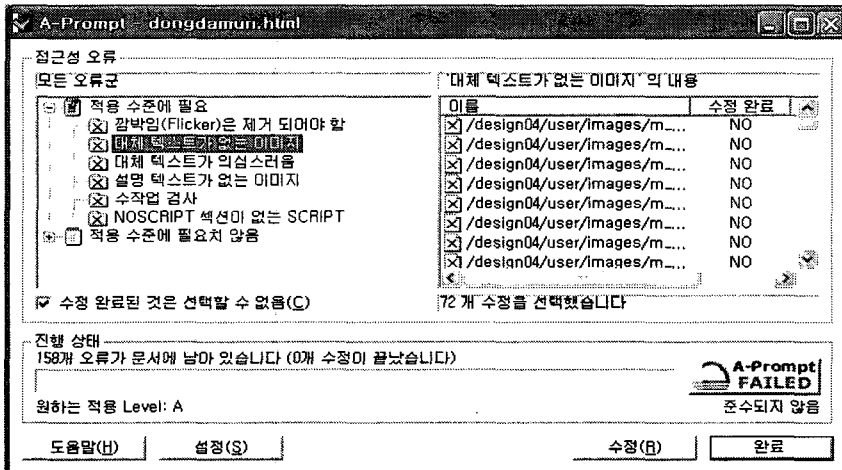 A-Prompt - dongdamun.html
접근성 오류
모든 오류군
적용 수준에 필요
깜박임(Flicker)은 제거 되어야 함
대체 텍스트가 없는 이미지
대체 텍스트가 의심스러움
설명 텍스트가 없는 이미지
수작업 검사
NOSCRIPT 섹션이 없는 SCRIPT
적용 수준에 필요치 않음
수정 완료된 것은 선택할 수 없음(C)
'대체 텍스트가 없는 이미지' 의 내용
이름 수정 완료
/design04/user/images/m_... NO
/design04/user/images/m_... NO
/design04/user/images/m_... NO
/design04/user/images/m_... NO
/design04/user/images/m_... NO
/design04/user/images/m_... NO
/design04/user/images/m_... NO
/design04/user/images/m_... NO
72 개 수정을 선택했습니다
진행 상태
158개 오류가 문서에 남아 있습니다 (0개 수정이 끝났습니다)
A-Prompt
FAILED
원하는 적용 Level: A
준수되지 않음
도움말(H) 설정(S) 수정(R) 완료